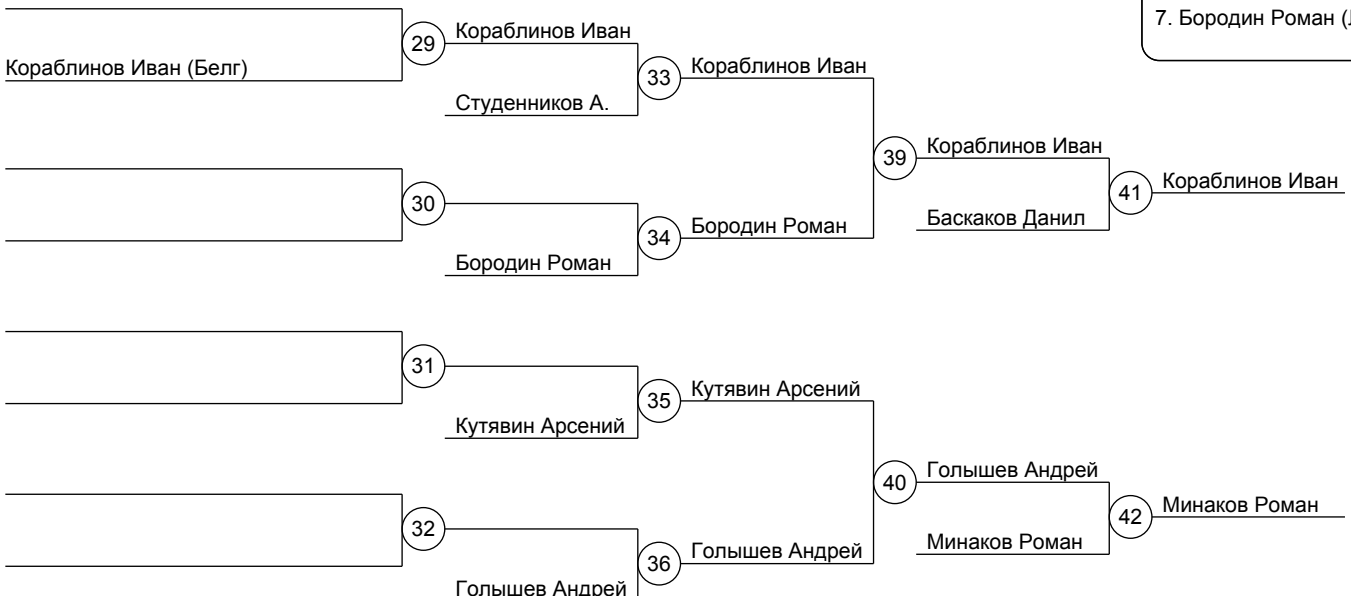 7. Бородин Роман (
29
Кораблинов Иван
Кораблинов Иван (Белг)
33
Кораблинов Иван
Студенников А.
39
Кораблинов Иван
41
Кораблинов Иван
30
Баскаков Данил
34
Бородин Роман
Бородин Роман
31
35
Кутявин Арсений
Кутявин Арсений
40
Голышев Андрей
42
Минаков Роман
32
Минаков Роман
36
Голышев Андрей
Голышев Андрей